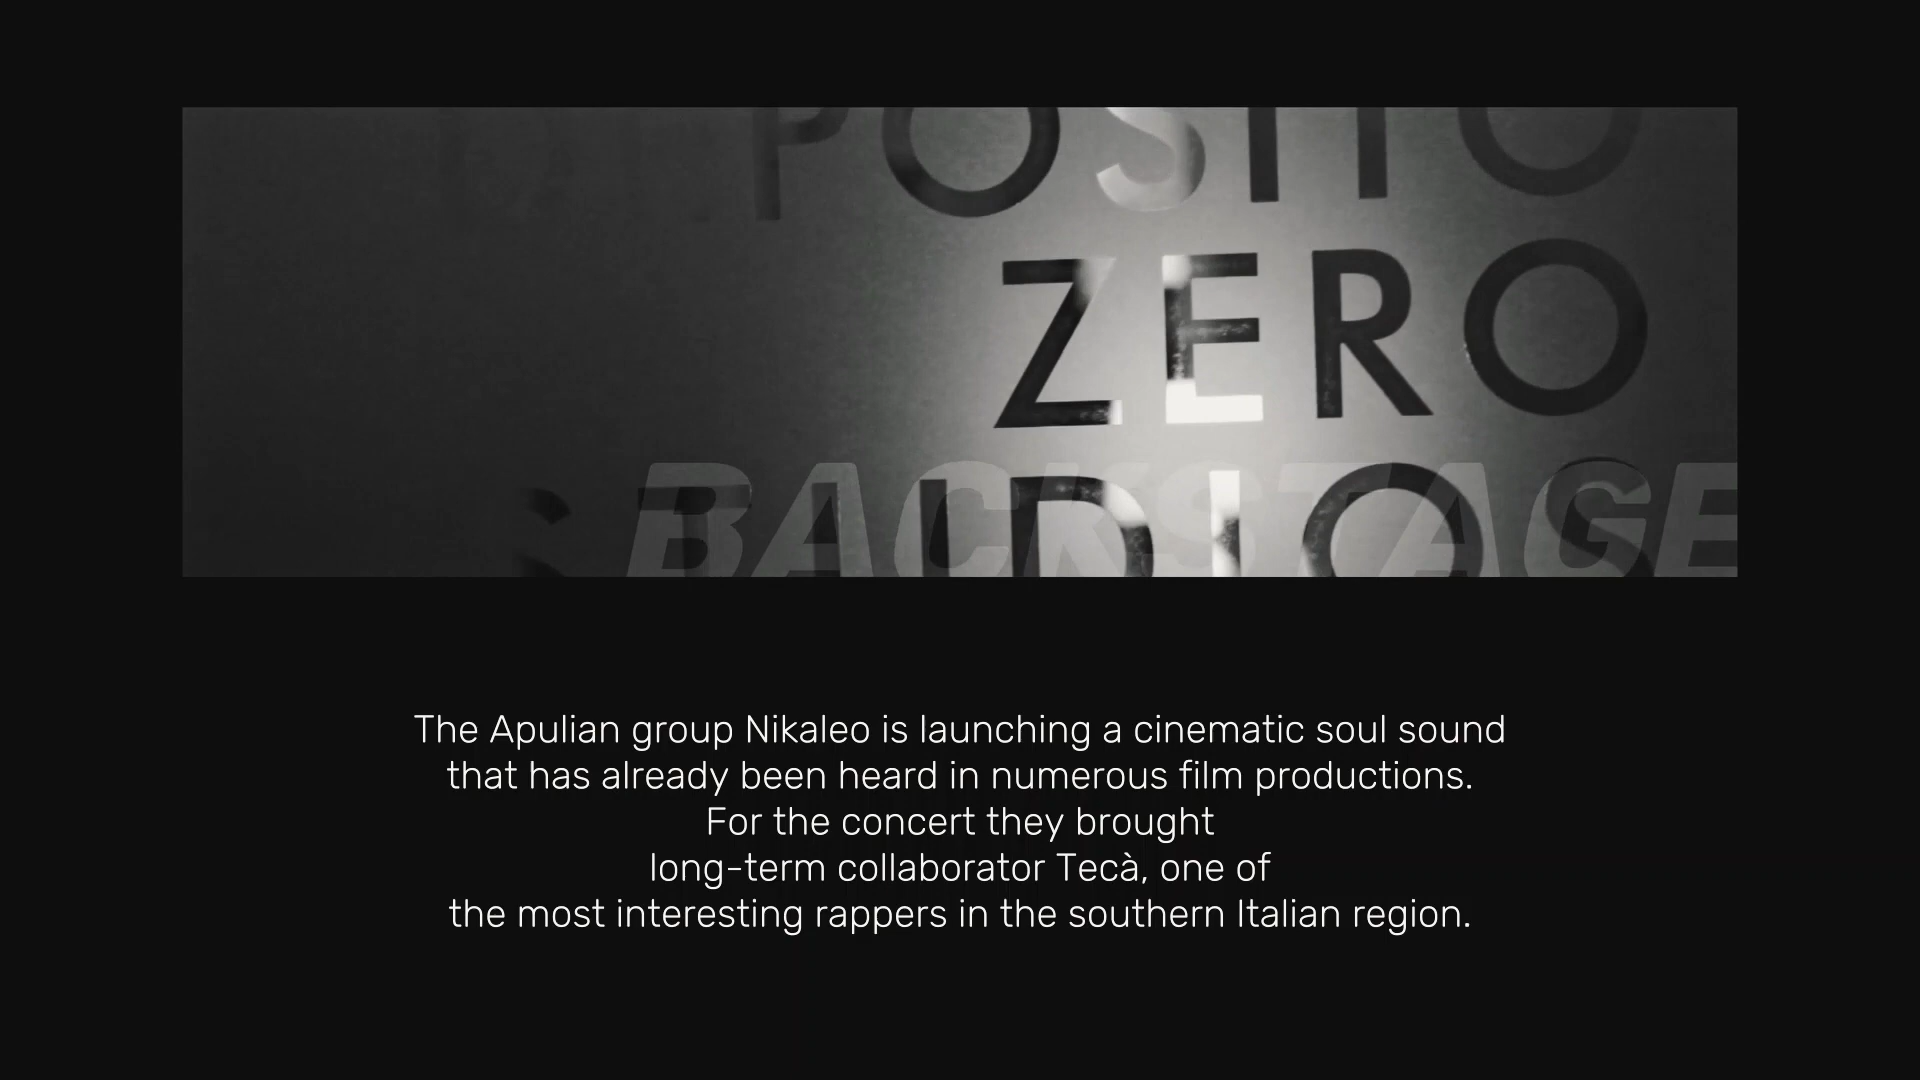 POSITO
ZERO
STUDIOS
BACKSTAGE
The Apulian group Nikaleo is launching a cinematic soul sound
that has already been heard in numerous film productions.
For the concert they brought
long-term collaborator Tecà, one of
the most interesting rappers in the southern Italian region.